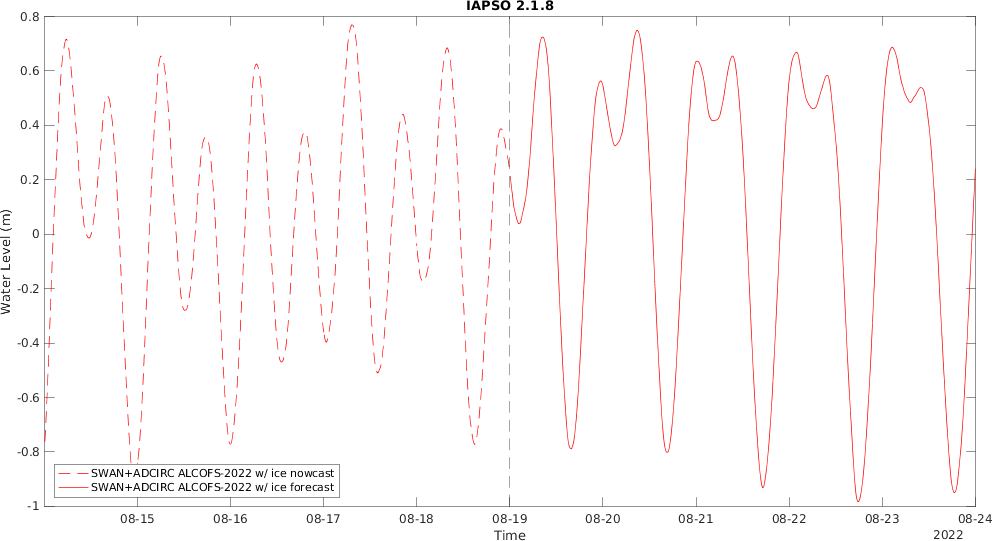 IAPSO 2.1.8
0.8
0.6
0.4
0.2
0
-0.2
-0.4
-0.6
-0.8
-1
Water Level (m)
SWAN+ADCIRC ALCOFS-2022 w/ ice nowcast
SWAN+ADCIRC ALCOFS-2022 w/ ice forecast
08-15 08-16 08-17 08-18 08-19 08-20 08-21 08-22 08-23 08-24
Time
2022